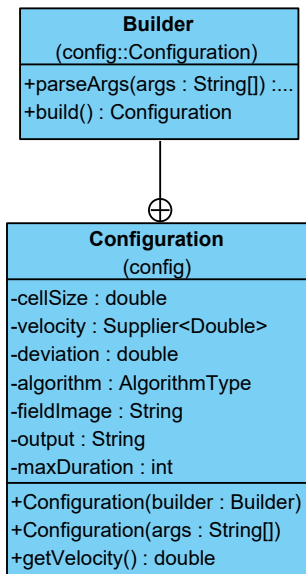 Builder
(config::Configuration)
+parseArgs(args : String[]) :...
+build() : Configuration
Configuration
(config)
-cellSize : double
-velocity : Supplier<Double>
-deviation : double
-algorithm : AlgorithmType
-fieldImage : String
-output : String
-maxDuration : int
+Configuration(builder : Builder)
+Configuration(args : String[])
+getVelocity() : double